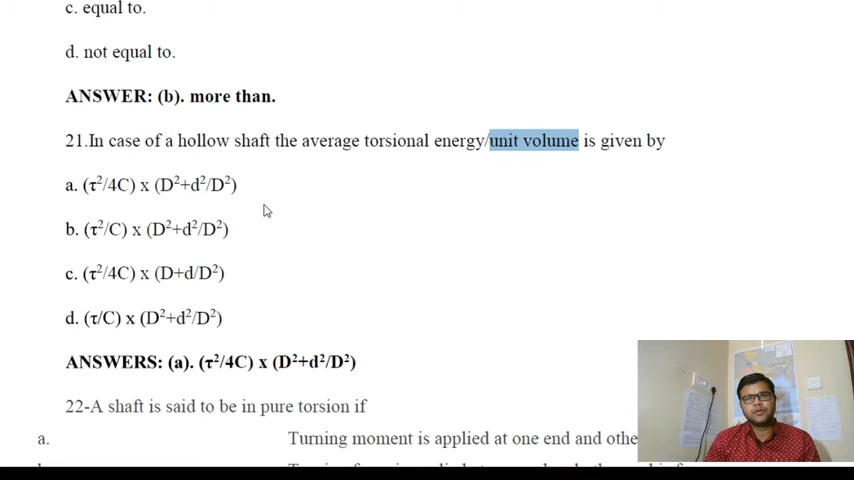 c. equal to.
d. not equal to.
ANSWER: (b). more than.
21.In case of a hollow shaft the average torsional energy/unit volume is given by
a. (τ²/4C) x (D²+d²/D²)
b. (τ²/C) x (D²+d²/D²)
c. (τ²/4C) x (D+d/D²)
d. (τ/C) x (D²+d²/D²)
ANSWERS: (a). (τ²/4C) x (D²+d²/D²)
22-A shaft is said to be in pure torsion if
a. Turning moment is applied at one end and othe